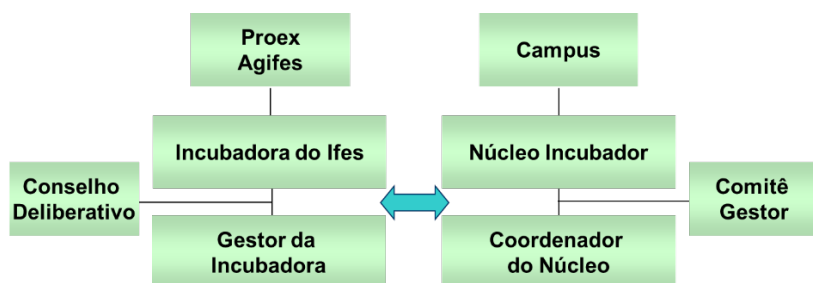 Proex
Agifes
Campus
Incubadora do Ifes
Núcleo Incubador
Conselho
Deliberativo
Comitê
Gestor
Gestor da
Incubadora
Coordenador
do Núcleo